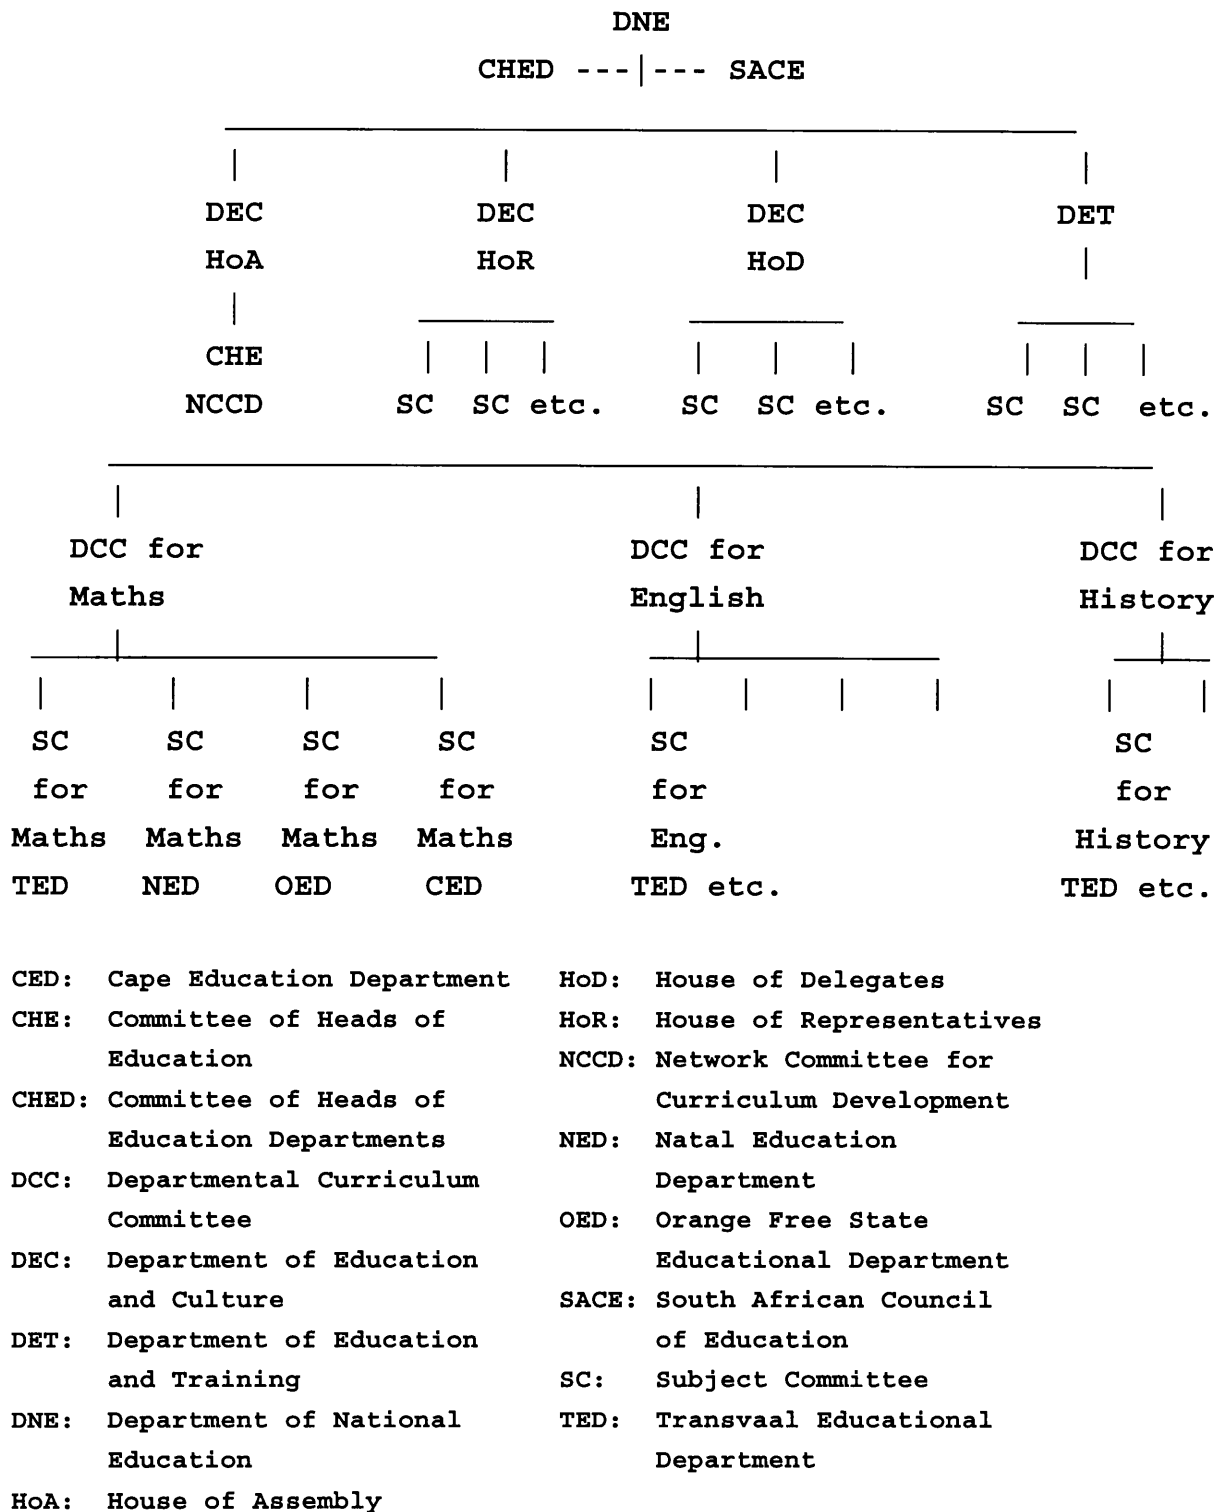 DNE
CHED ---|--- SACE
DEC DEC DEC DET
HoA HoR HoD
CHE
NCCD SC SC etc. SC SC etc. SC SC etc.
DCC for DCC for DCC for
Maths English History
SC SC SC SC SC SC
for for for for for for
Maths Maths Maths Maths Eng. History
TED NED OED CED TED etc. TED etc.
CED: Cape Education Department
CHE: Committee of Heads of
Education
CHED: Committee of Heads of
Education Departments
DCC: Departmental Curriculum
Committee
DEC: Department of Education
and Culture
DET: Department of Education
and Training
DNE: Department of National
Education
HoA: House of Assembly
HoD: House of Delegates
HoR: House of Representatives
NCCD: Network Committee for
Curriculum Development
NED: Natal Education
Department
OED: Orange Free State
Educational Department
SACE: South African Council
of Education
SC: Subject Committee
TED: Transvaal Educational
Department